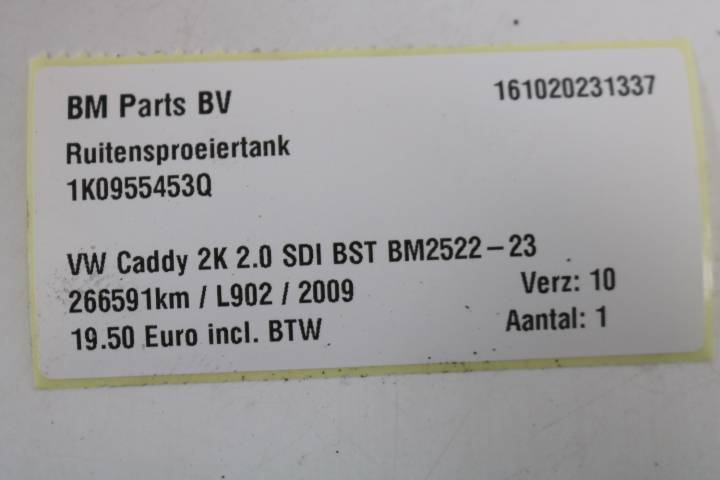 BM Parts BV 161020231337
Ruitensproeiertank
1K0955453Q
VW Caddy 2K 2.0 SDI BST BM2522-23
266591km / L902 / 2009 Verz: 10
19.50 Euro incl. BTW Aantal: 1